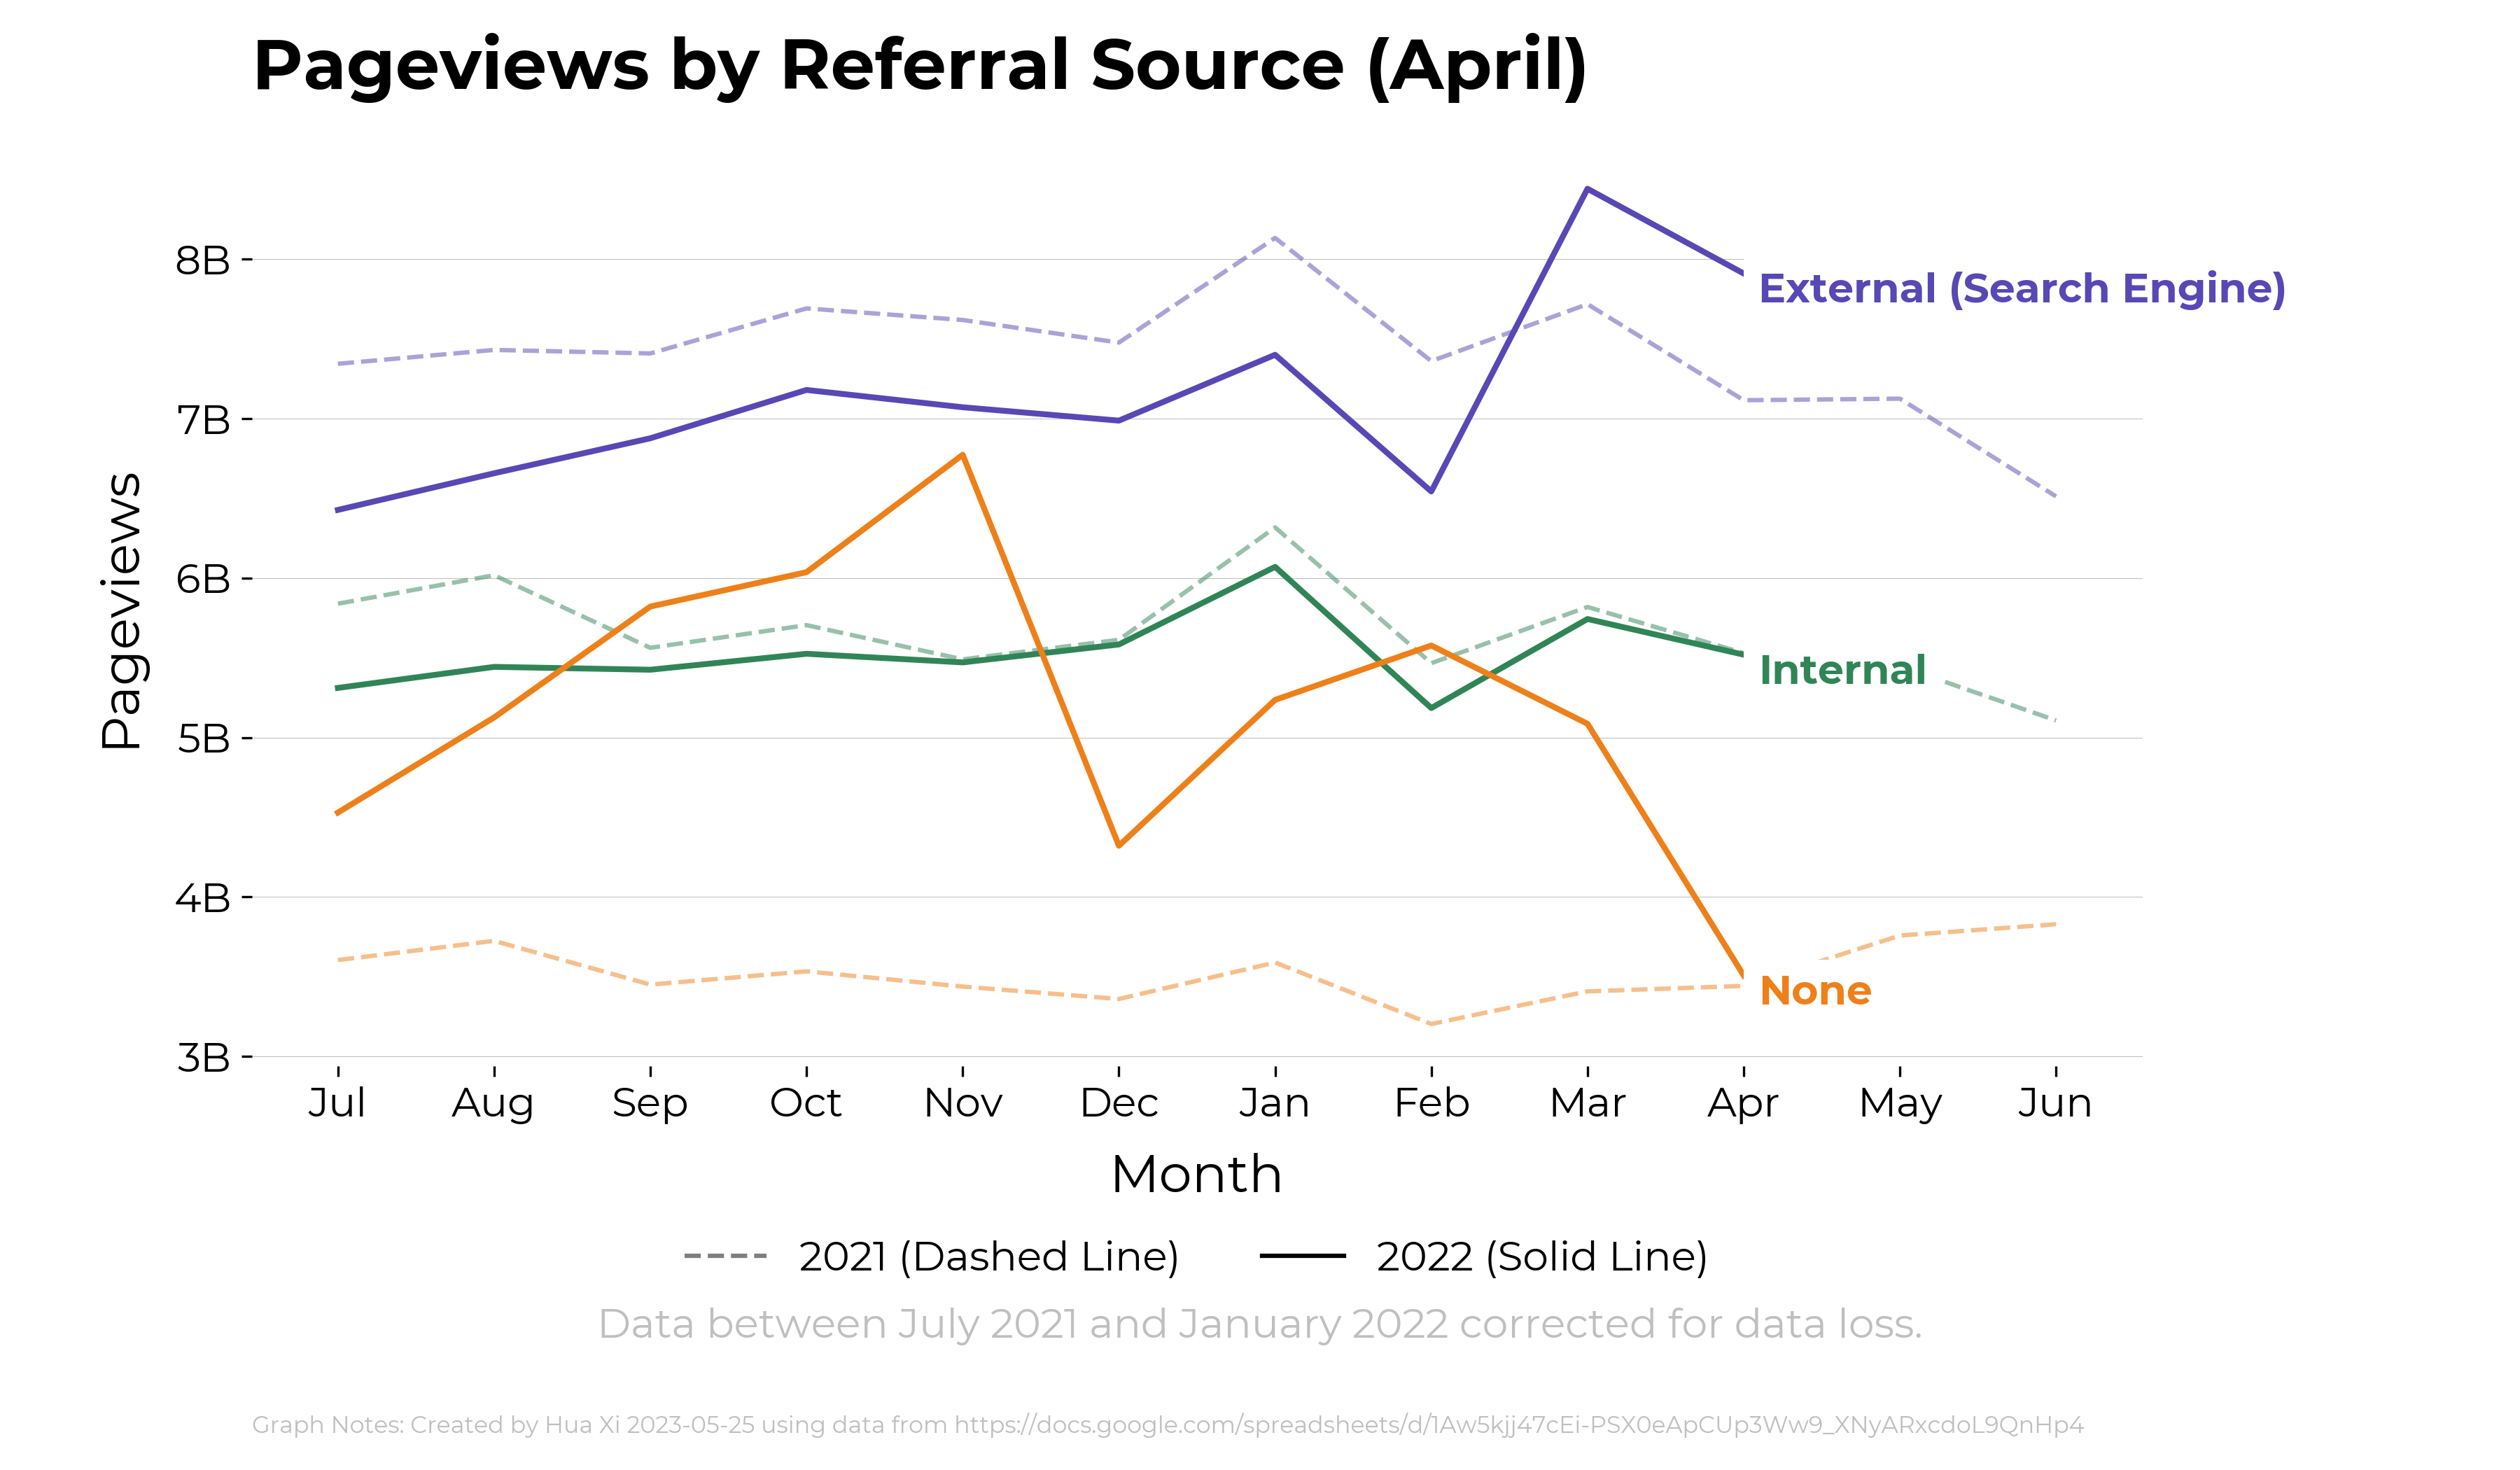 Pageviews by Referral Source (April)
8B
7B
6B
5B
4B
3B
Pageviews
External (Search Engine)
Internal
None
Jul Aug Sep Oct Nov Dec Jan Feb Mar Apr May Jun
Month
2021 (Dashed Line) 2022 (Solid Line)
Data between July 2021 and January 2022 corrected for data loss.
Graph Notes: Created by Hua Xi 2023-05-25 using data from https://docs.google.com/spreadsheets/d/1Aw5kjj47cEi-PSX0eApCUp3Ww9_XNyARxcdoL9QnHp4